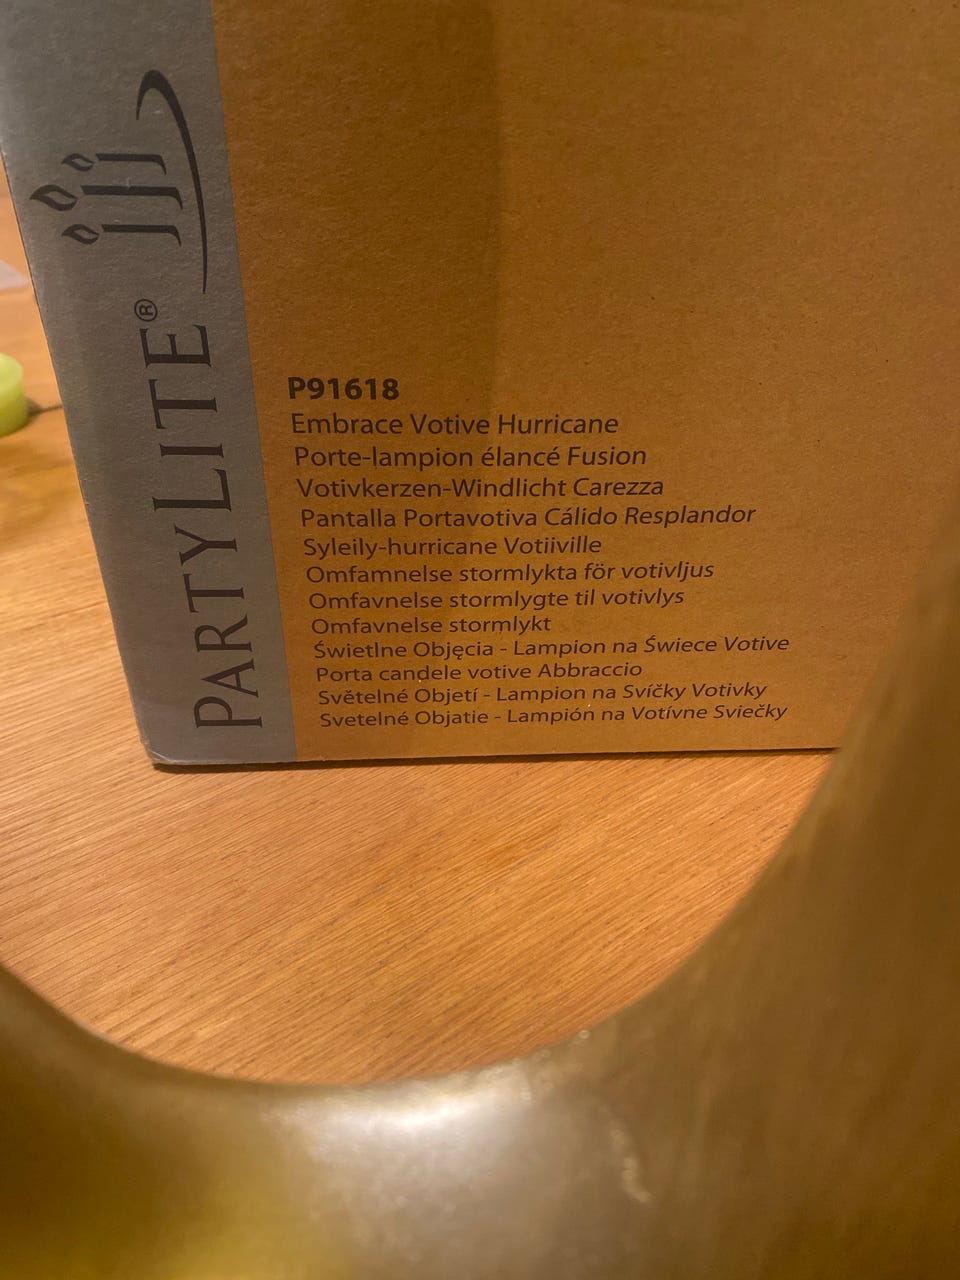 PARTYLITE®
P91618
Embrace Votive Hurricane
Porte-lampion élancé Fusion
Votivkerzen-Windlicht Carezza
Pantalla Portavotiva Cálido Resplandor
Syleily-hurricane Votiiville
Omfamnelse stormlykta för votivljus
Omfavnelse stormlygte til votivlys
Omfavnelse stormlykt
Świetlne Objęcia - Lampion na Świece Votive
Porta candele votive Abbraccio
Světelné Objetí - Lampion na Svíčky Votivky
Svetelné Objatie - Lampión na Votívne Sviečky